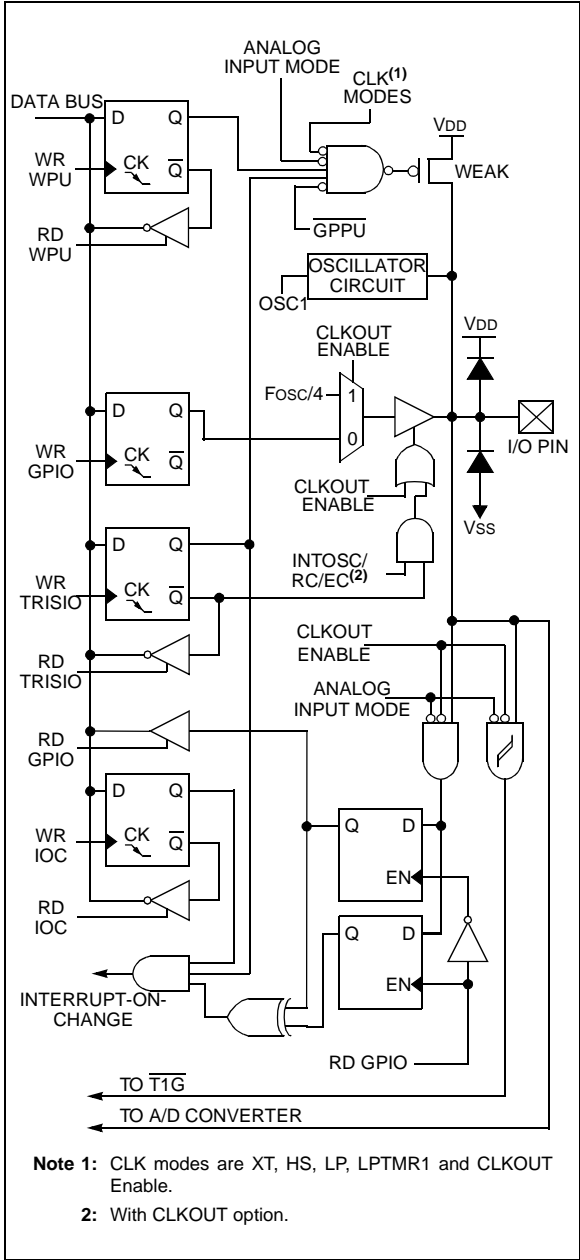 ANALOG
INPUT MODE
CLK(1)
MODES
DATA BUS
D Q
VDD
WR
WPU
CK
Q
WEAK
GPPU
RD
WPU
OSCILLATOR
CIRCUIT
OSC1
CLKOUT
ENABLE
VDD
FOSC/4
1
D Q
0
I/O PIN
WR
GPIO
CK
Q
CLKOUT
ENABLE
VSS
D Q
INTOSC/
RC/EC(2)
WR
TRISIO
CK
Q
CLKOUT
ENABLE
RD
TRISIO
ANALOG
INPUT MODE
RD
GPIO
D Q
Q D
WR
IOC
CK
Q
EN
RD
IOC
Q D
EN
INTERRUPT-ON-
CHANGE
RD GPIO
TO T1G
TO A/D CONVERTER
Note 1: CLK modes are XT, HS, LP, LPTMR1 and CLKOUT
Enable.
2: With CLKOUT option.